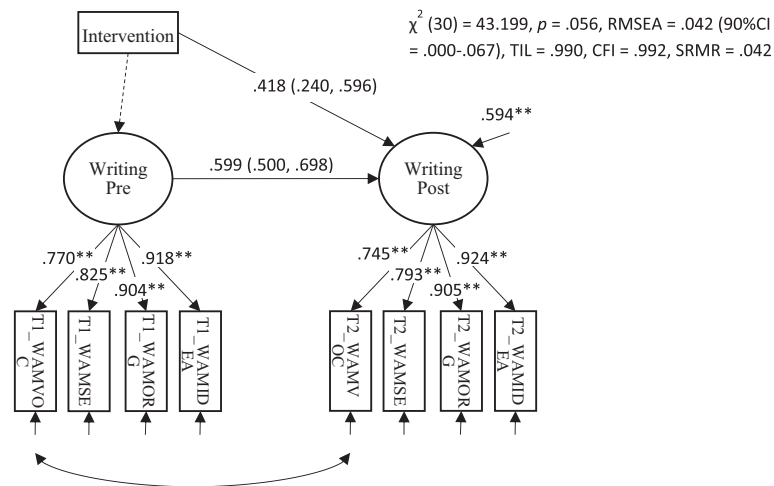 χ² (30) = 43.199, p = .056, RMSEA = .042 (90%CI
= .000-.067), TIL = .990, CFI = .992, SRMR = .042
Intervention
.418 (.240, .596)
.594**
Writing
Pre
.599 (.500, .698)
Writing
Post
.770**
.825**
.904**
.918**
.745**
.793**
.905**
.924**
T1_WAMVO
C
T1_WAMSE
T1_WAMOR
G
T1_WAMID
EA
T2_WAMV
OC
T2_WAMSE
T2_WAMOR
G
T2_WAMID
EA